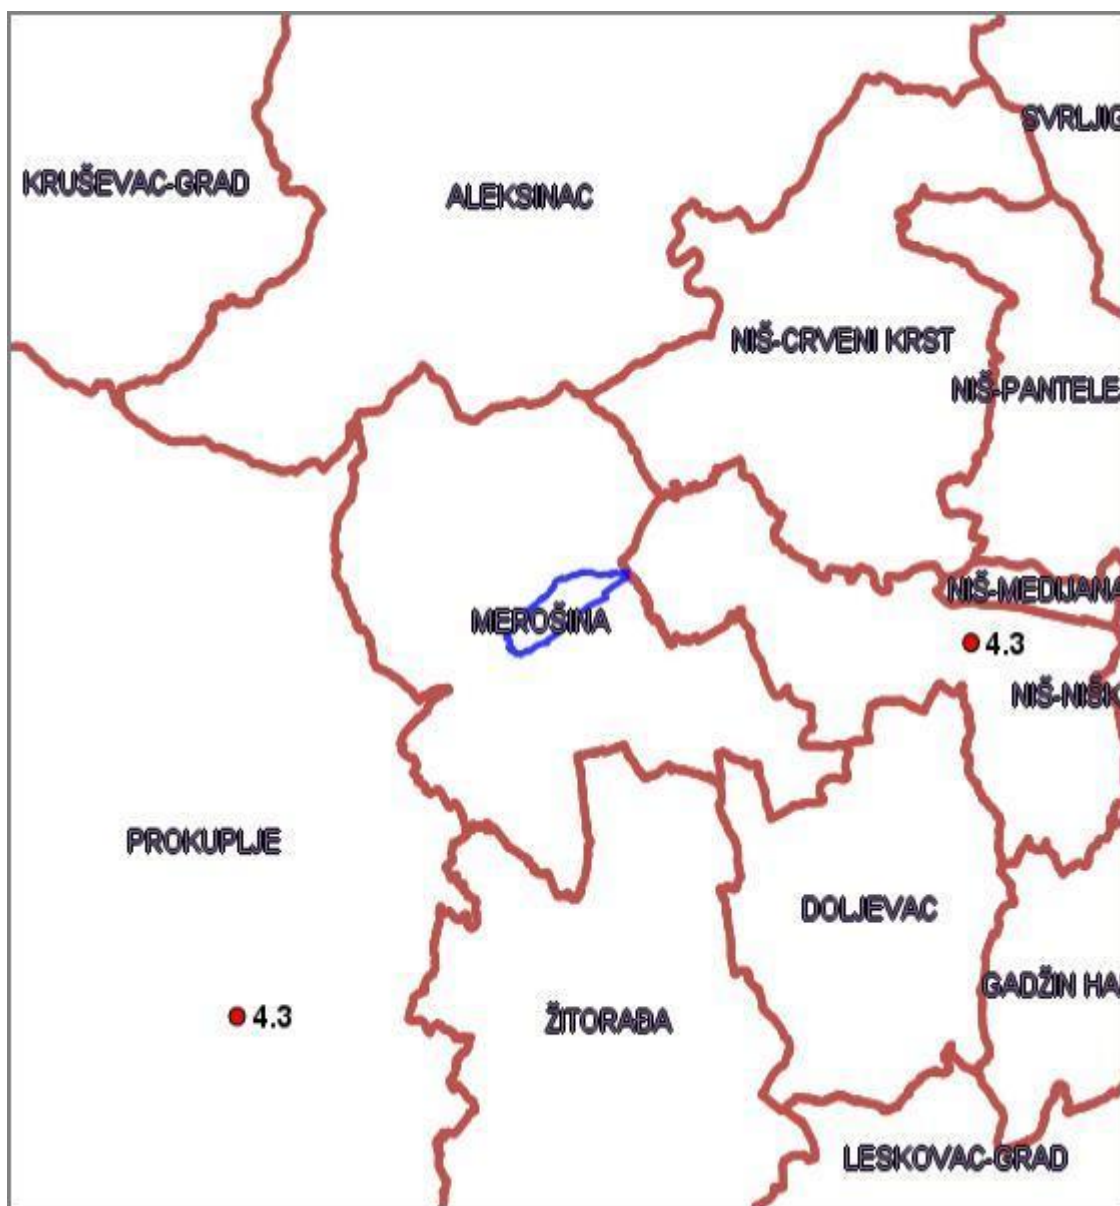 SVRLJIG
KRUŠEVAC-GRAD
ALEKSINAC
NIŠ-CRVENI KRST
NIŠ-PANTELE
NIŠ-MEDIJANA
MEROŠINA
4.3
NIŠ-NIŠK
PROKUPLJE
DOLJEVAC
GADŽIN HA
4.3
ŽITORAĐA
LESKOVAC-GRAD